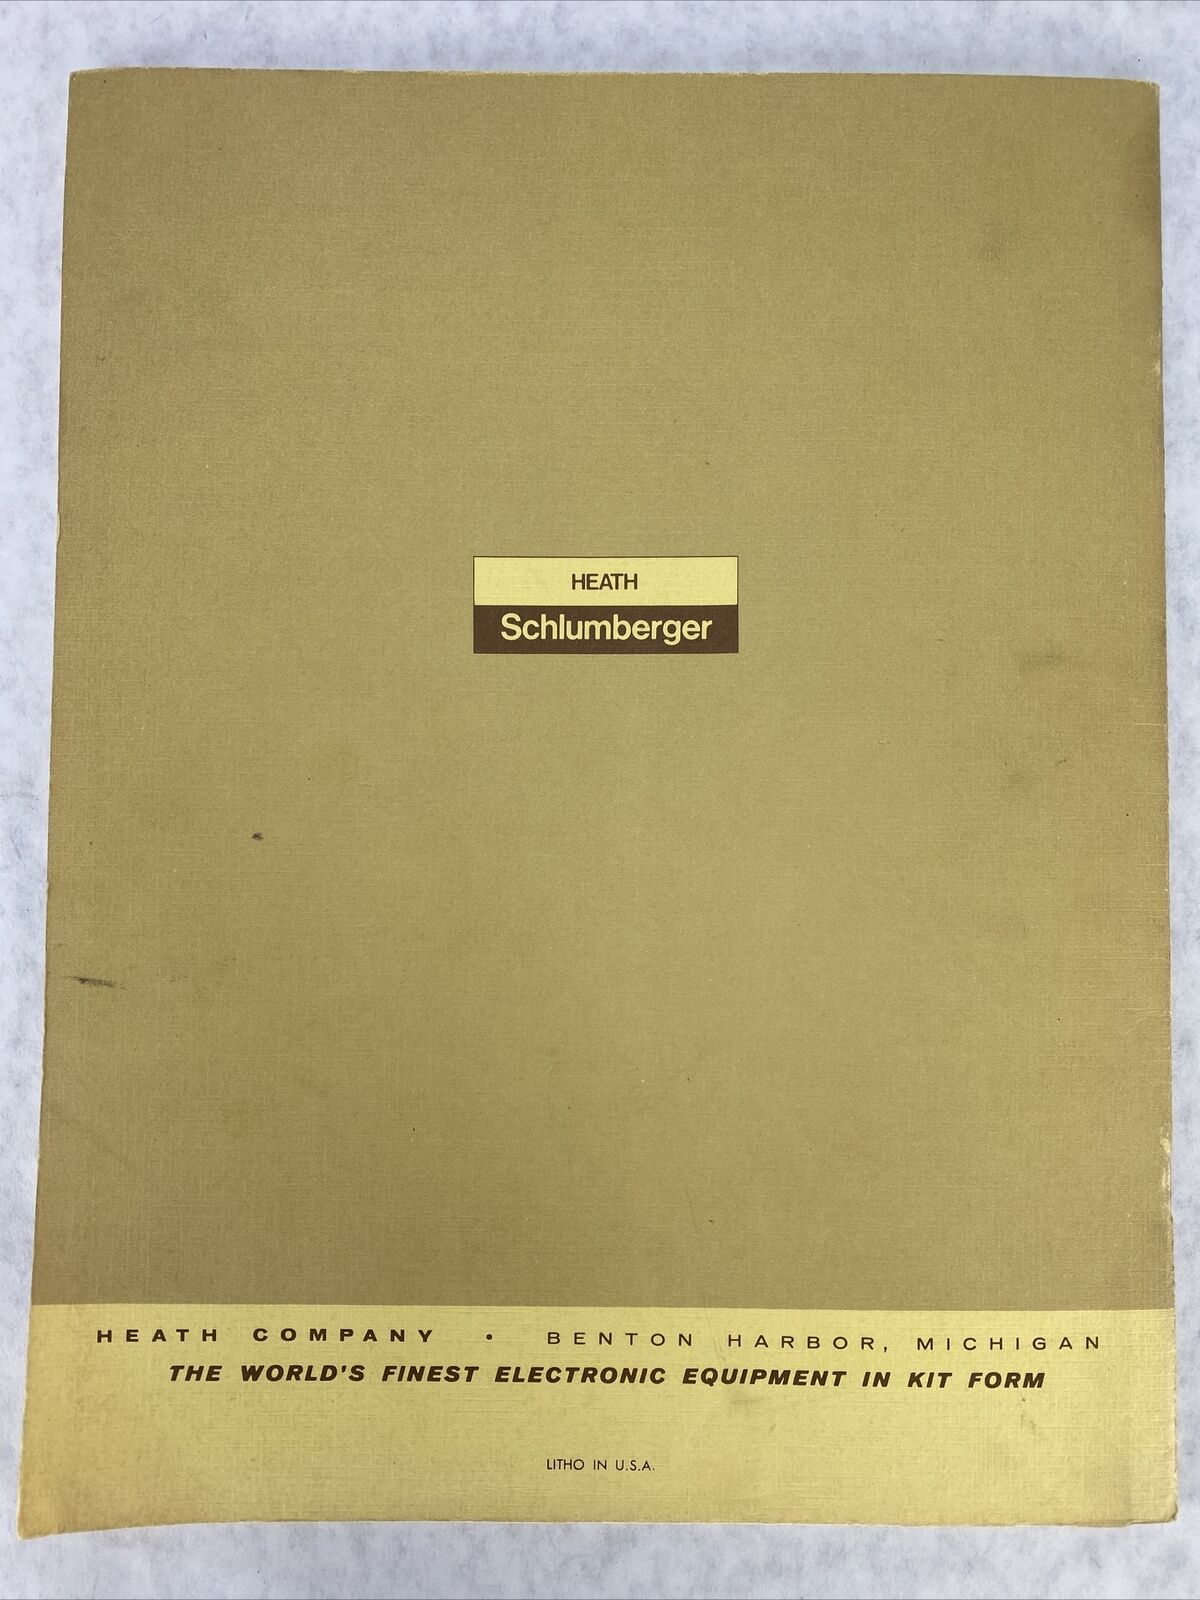 HEATH
Schlumberger
HEATH COMPANY • BENTON HARBOR, MICHIGAN
THE WORLD'S FINEST ELECTRONIC EQUIPMENT IN KIT FORM
LITHO IN U.S.A.